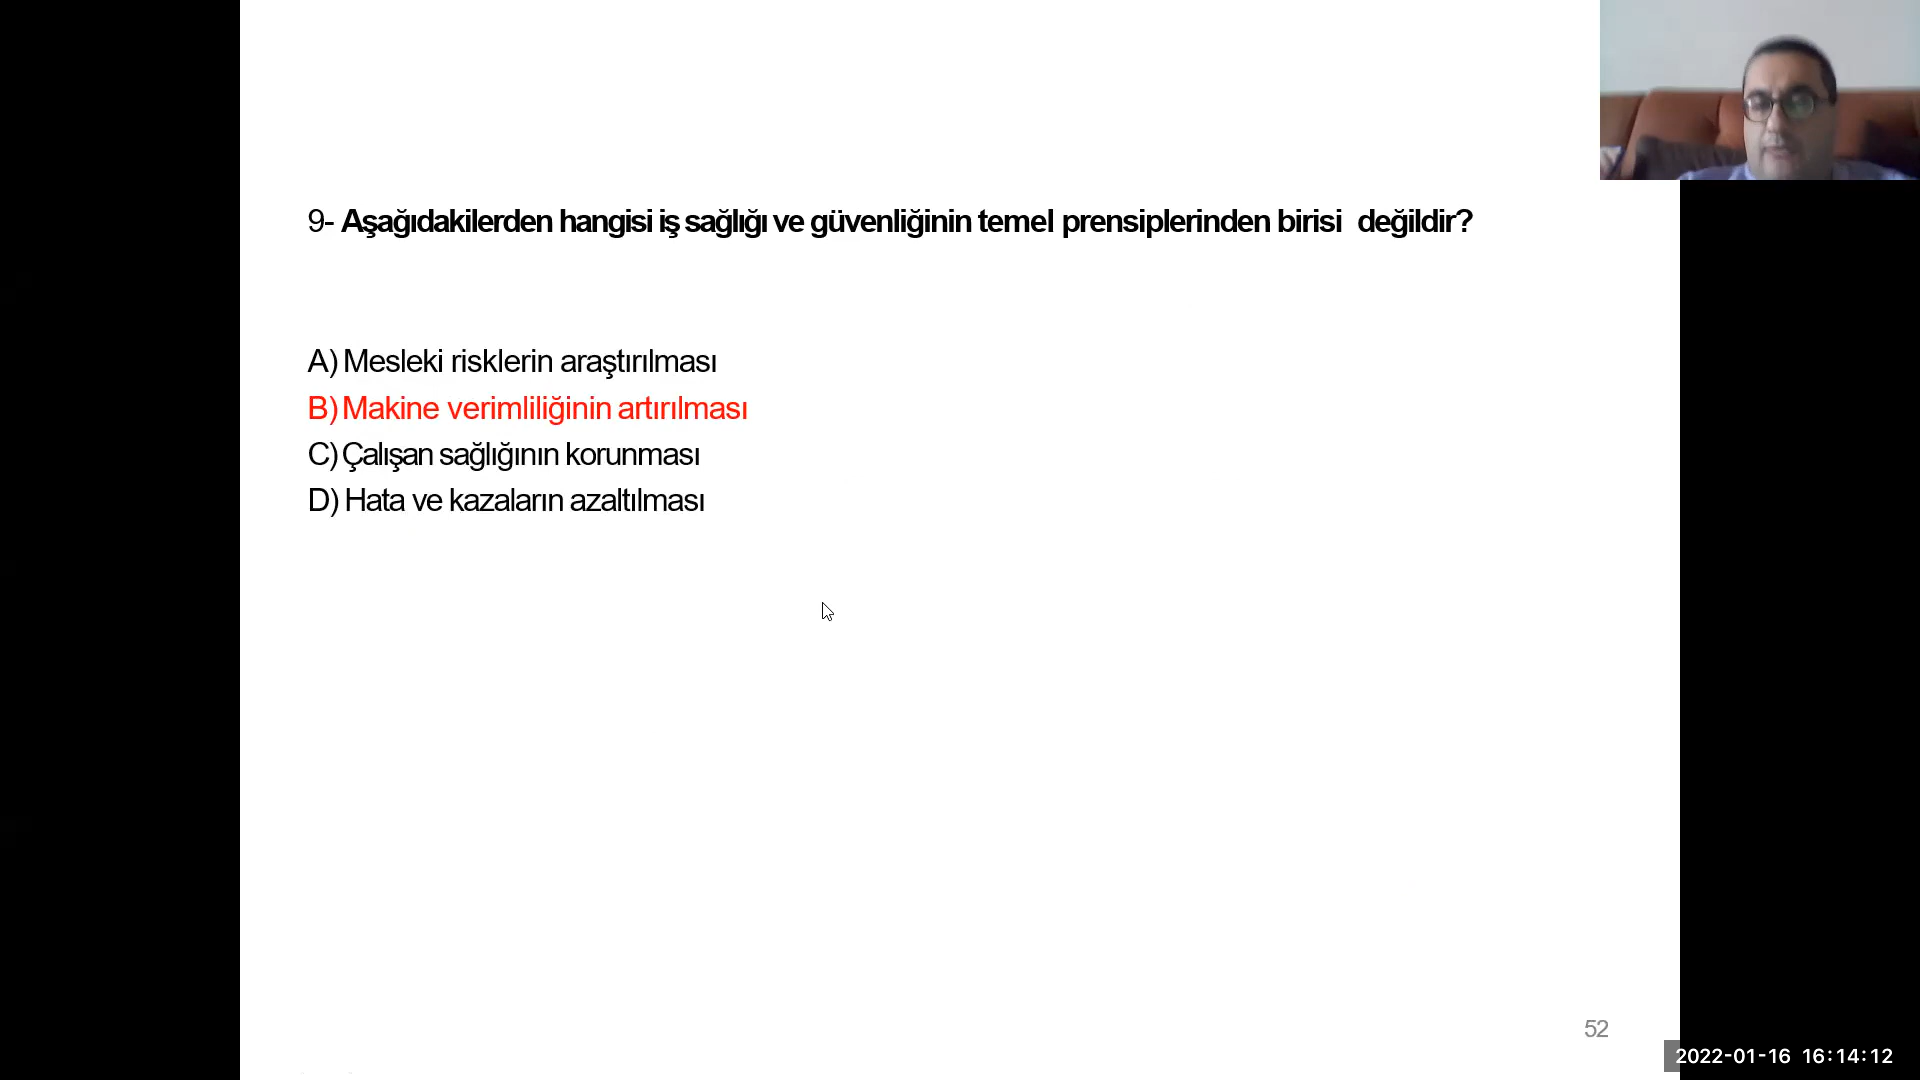 9- Aşağıdakilerden hangisi iş sağlığı ve güvenliğinin temel prensiplerinden birisi değildir?
A) Mesleki risklerin araştırılması
B) Makine verimliliğinin artırılması
C) Çalışan sağlığının korunması
D) Hata ve kazaların azaltılması
52
2022-01-16 16:14:12